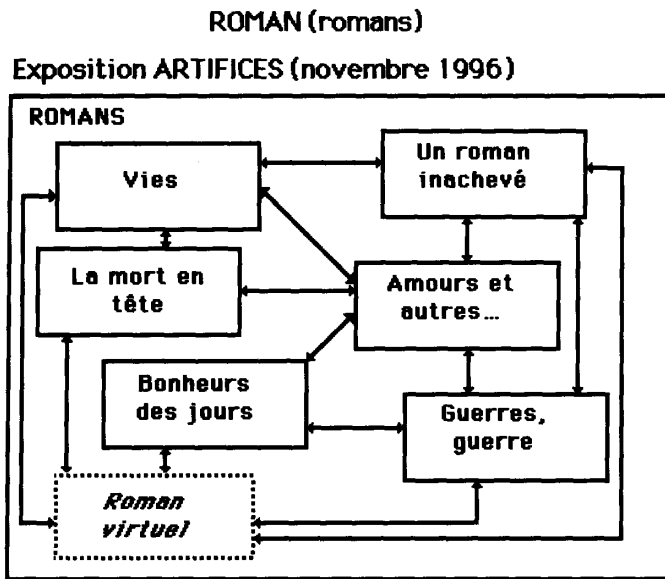 ROMAN (romans)
Exposition ARTIFICES (novembre 1996)
ROMANS
Vies
Un roman
inachevé
La mort en
tête
Amours et
autres...
Bonheurs
des jours
Guerres,
guerre
Roman
virtuel